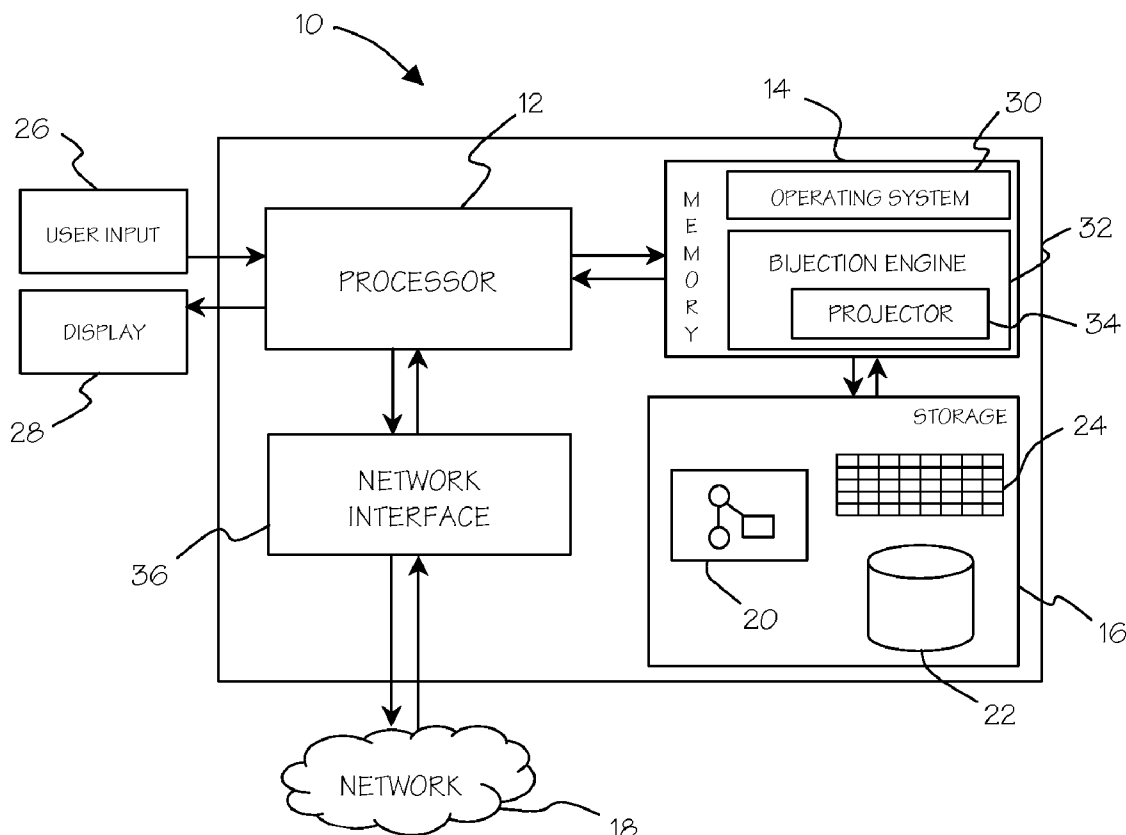 10
12
14
30
26
USER INPUT
PROCESSOR
MEMORY
OPERATING SYSTEM
32
BIJECTION ENGINE
PROJECTOR
34
DISPLAY
28
STORAGE
24
NETWORK
INTERFACE
36
20
16
22
NETWORK
18